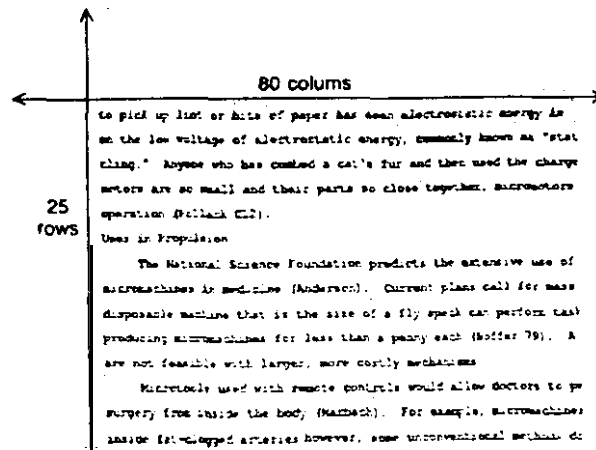 80 colums
25
rows
to pick up lint or bits of paper has seen electrostatic energy in
on the low voltage of electrostatic energy, commonly known as "stat
cling." Anyone who has combed a cat's fur and then used the charge
motors are so small and their parts so close together, micromotors
operation (Pollack C12).
Uses in Propulsion
The National Science Foundation predicts the extensive use of
micromachines in medicine (Anderson). Current plans call for mass
disposable machine that is the size of a fly speck can perform task
producing micromachines for less than a penny each (Hoffer 79). A
are not feasible with larger, more costly mechanisms
Microtools used with remote controls would allow doctors to pe
surgery from inside the body (Marbach). For example, micromachines
inside fat-clogged arteries however, some unconventional methods do